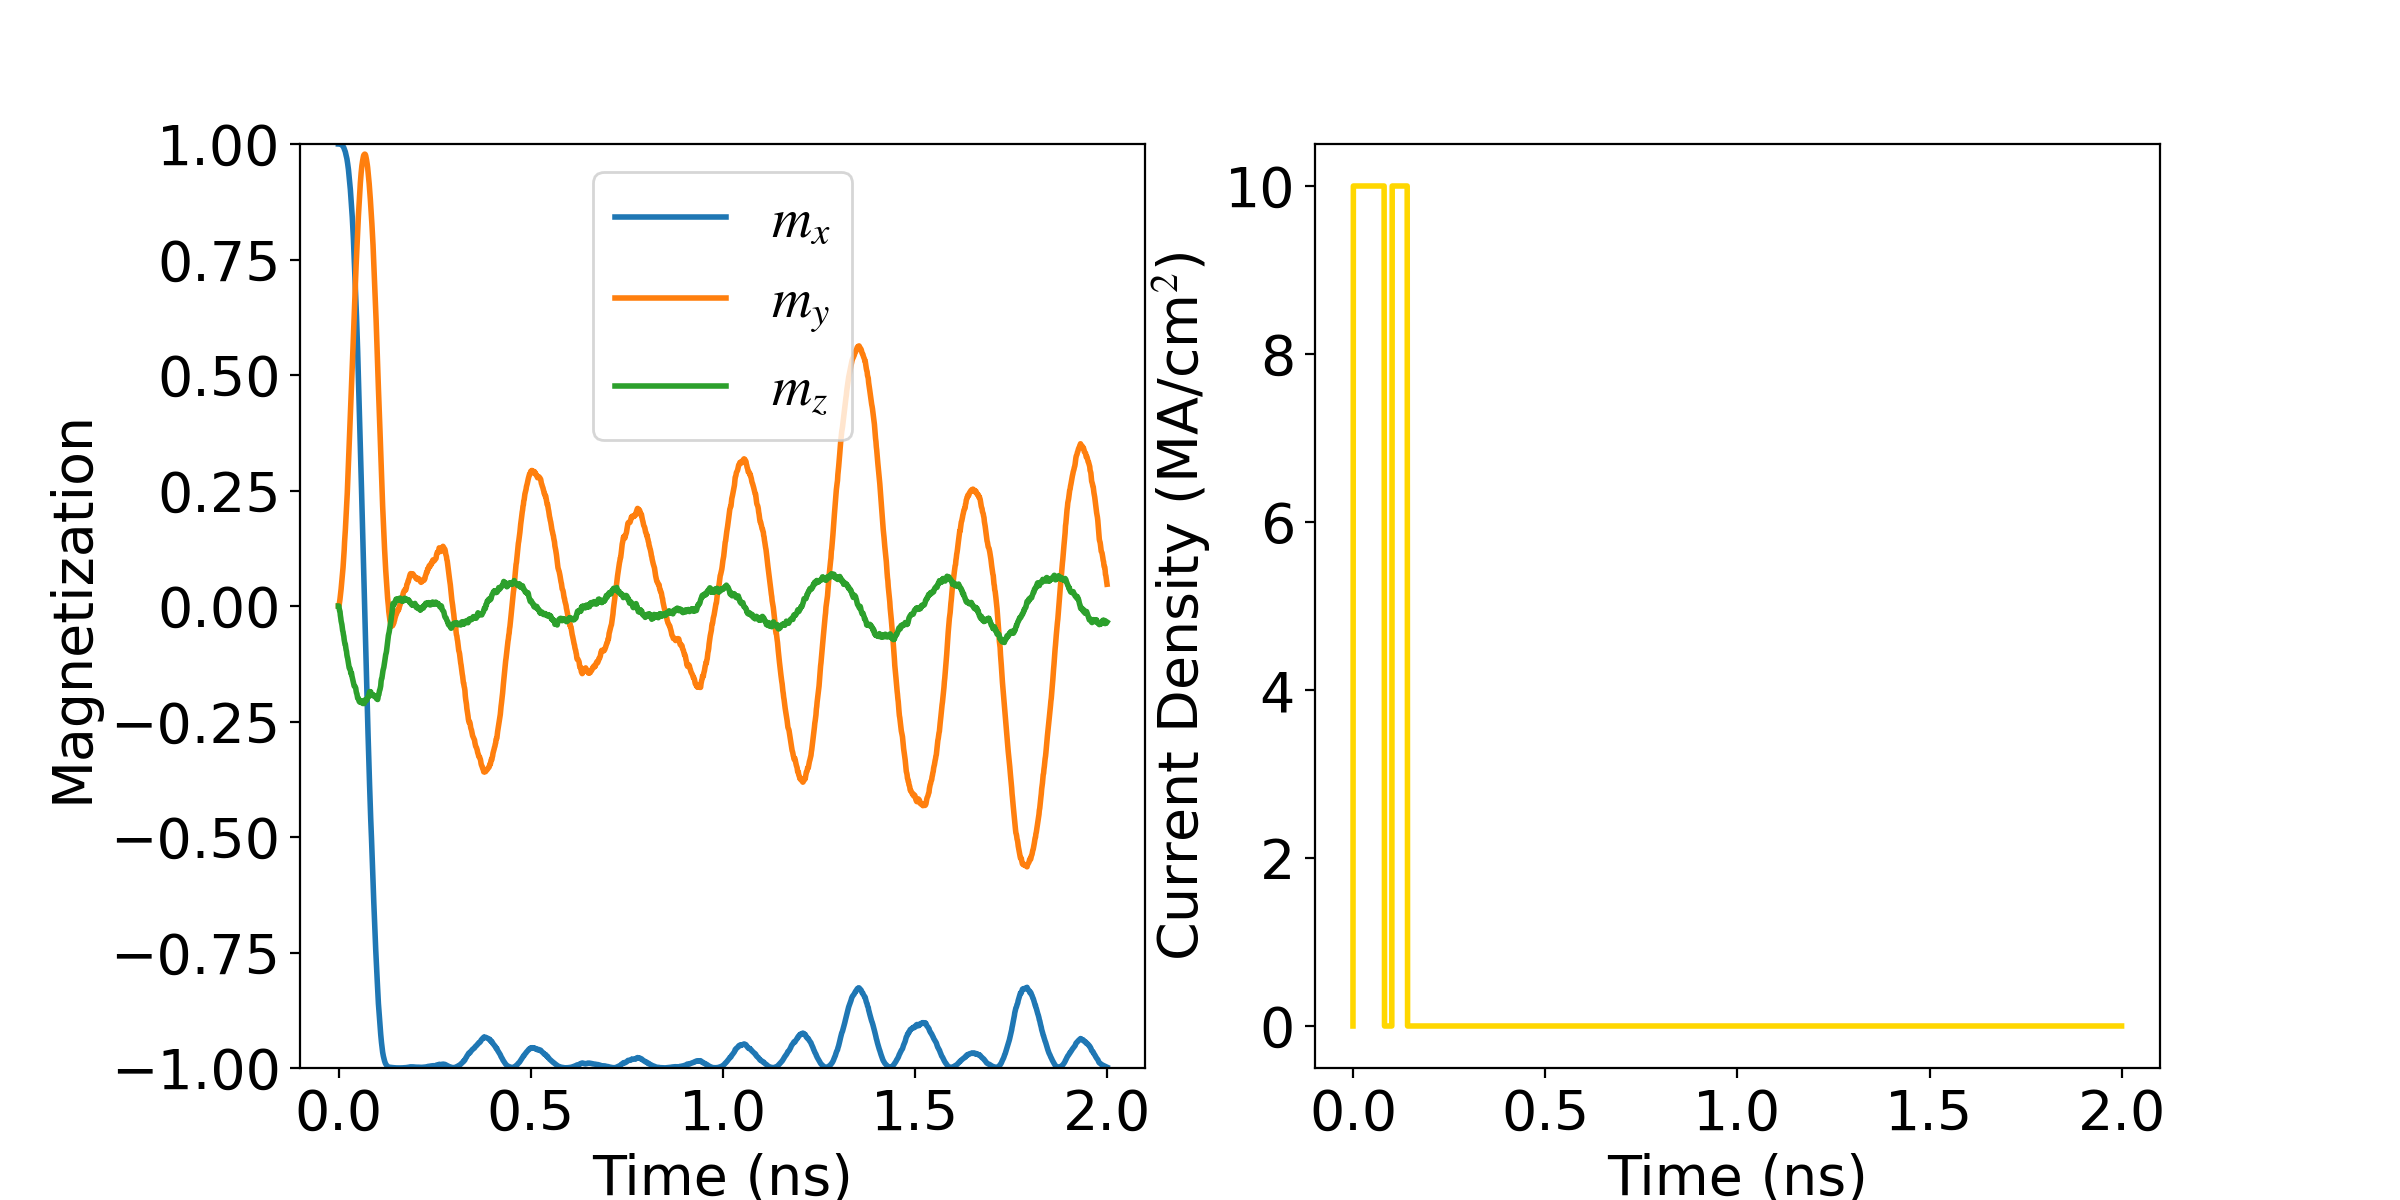 1.00
0.75
0.50
0.25
0.00
−0.25
−0.50
−0.75
−1.00
Magnetization
0.0 0.5 1.0 1.5 2.0
Time (ns)
m_x
m_y
m_z
10
8
6
4
2
0
Current Density (MA/cm²)
0.0 0.5 1.0 1.5 2.0
Time (ns)